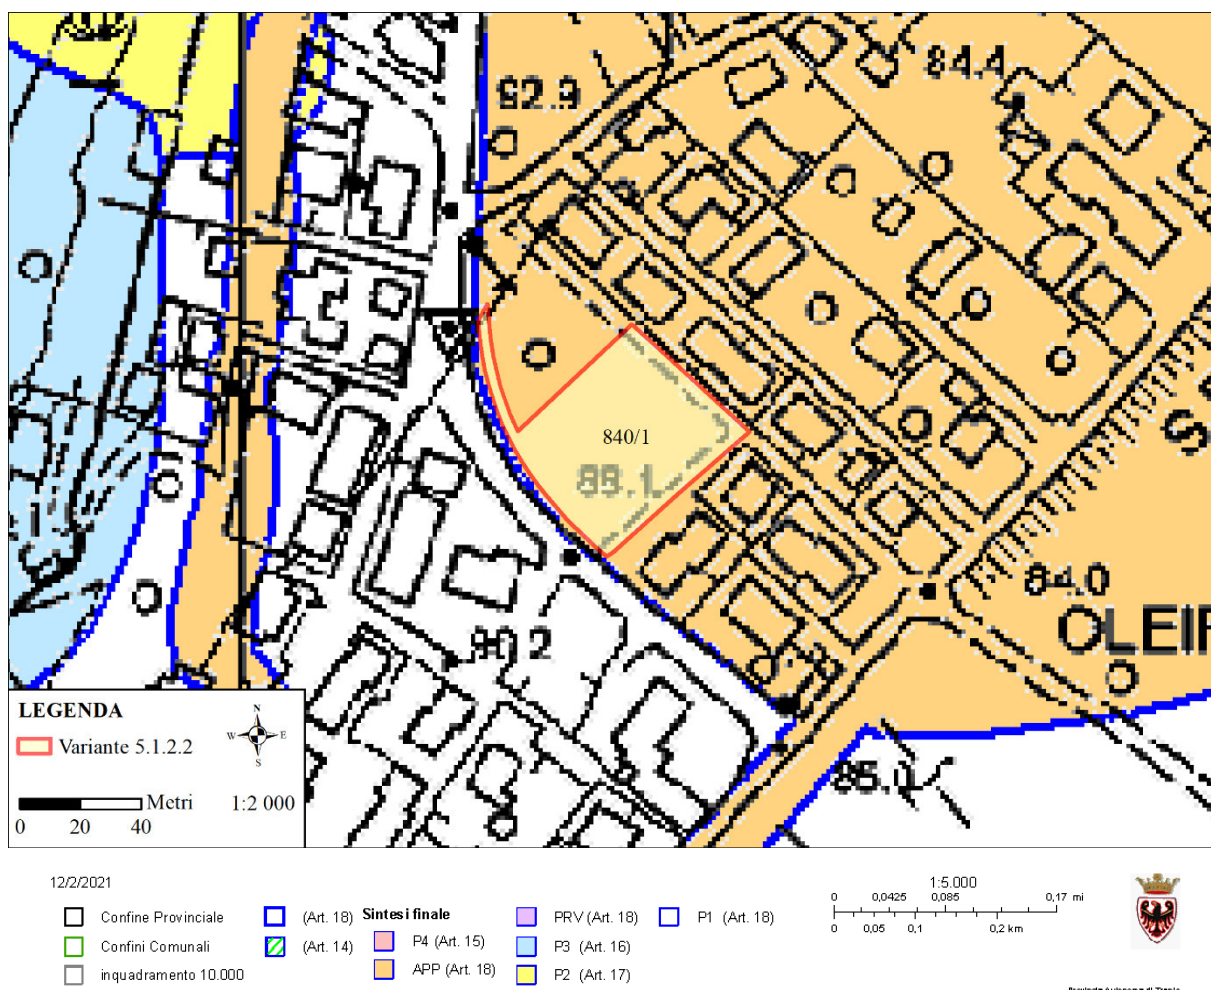 92.9
84.4
840/1
89.1
S
84.0
OLEIF
90.2
85.0
LEGENDA
N
W E
S
Variante 5.1.2.2
Metri 1:2 000
0 20 40
12/2/2021
Confine Provinciale
Confini Comunali
inquadramento 10.000
(Art. 18)
(Art. 14)
Sintesi finale
P4 (Art. 15)
APP (Art. 18)
PRV (Art. 18)
P3 (Art. 16)
P2 (Art. 17)
P1 (Art. 18)
1:5.000
0 0,0425 0,085 0,17 mi
0 0,05 0,1 0,2 km